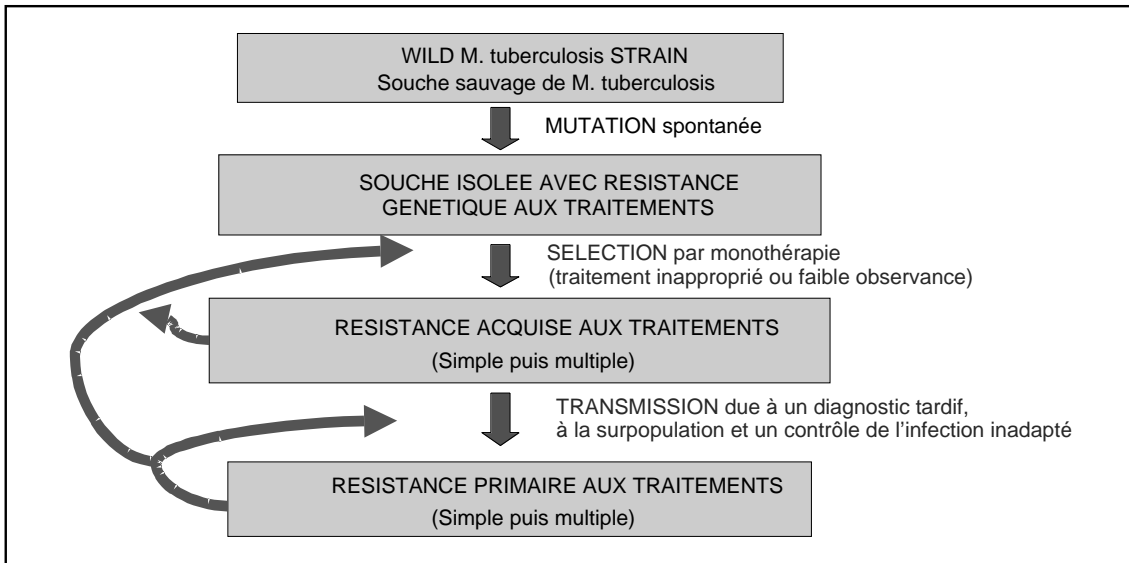 WILD M. tuberculosis STRAIN
Souche sauvage de M. tuberculosis
MUTATION spontanée
SOUCHE ISOLEE AVEC RESISTANCE
GENETIQUE AUX TRAITEMENTS
SELECTION par monothérapie
(traitement inapproprié ou faible observance)
RESISTANCE ACQUISE AUX TRAITEMENTS
(Simple puis multiple)
TRANSMISSION due à un diagnostic tardif,
à la surpopulation et un contrôle de l'infection inadapté
RESISTANCE PRIMAIRE AUX TRAITEMENTS
(Simple puis multiple)